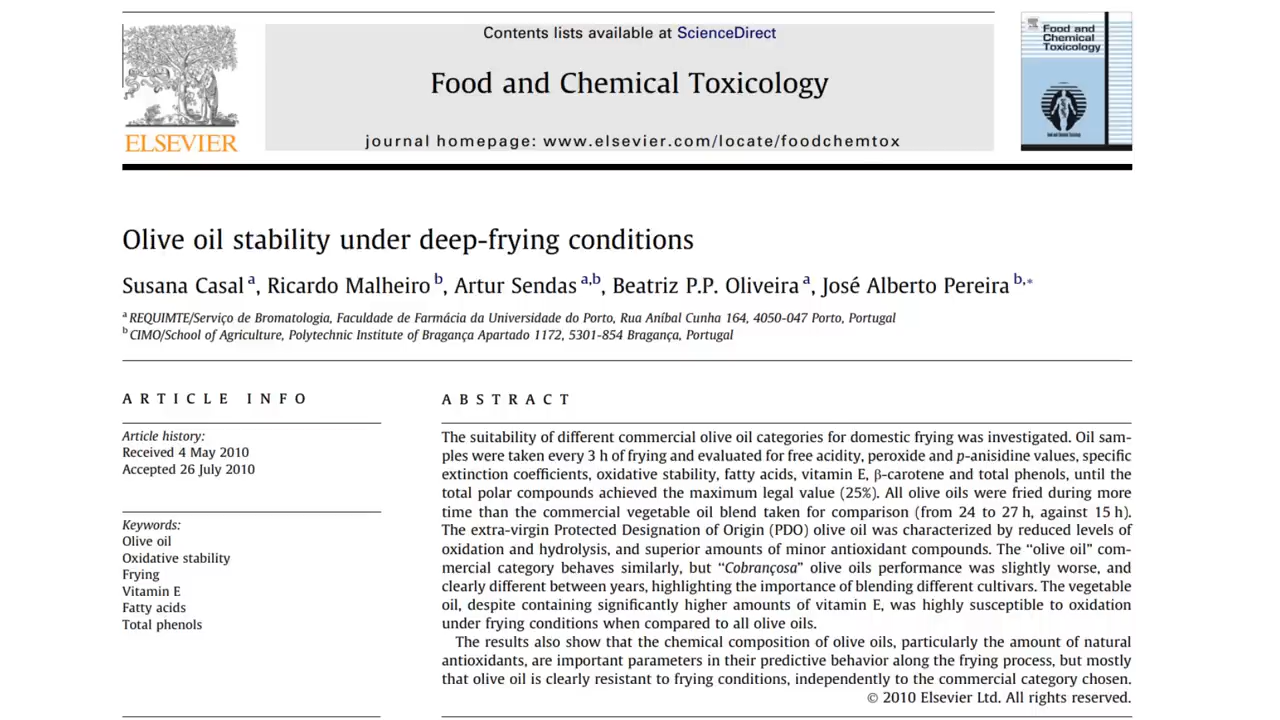 Contents lists available at ScienceDirect
Food and Chemical Toxicology
journal homepage: www.elsevier.com/locate/foodchemtox
ELSEVIER
Food and
Chemical
Toxicology
Olive oil stability under deep-frying conditions
Susana Casal a, Ricardo Malheiro b, Artur Sendas a,b, Beatriz P.P. Oliveira a, José Alberto Pereira b,*
a REQUIMTE/Serviço de Bromatologia, Faculdade de Farmácia da Universidade do Porto, Rua Aníbal Cunha 164, 4050-047 Porto, Portugal
b CIMO/School of Agriculture, Polytechnic Institute of Bragança Apartado 1172, 5301-854 Bragança, Portugal
ARTICLE INFO
Article history:
Received 4 May 2010
Accepted 26 July 2010
Keywords:
Olive oil
Oxidative stability
Frying
Vitamin E
Fatty acids
Total phenols
ABSTRACT
The suitability of different commercial olive oil categories for domestic frying was investigated. Oil sam-
ples were taken every 3 h of frying and evaluated for free acidity, peroxide and p-anisidine values, specific
extinction coefficients, oxidative stability, fatty acids, vitamin E, β-carotene and total phenols, until the
total polar compounds achieved the maximum legal value (25%). All olive oils were fried during more
time than the commercial vegetable oil blend taken for comparison (from 24 to 27 h, against 15 h).
The extra-virgin Protected Designation of Origin (PDO) olive oil was characterized by reduced levels of
oxidation and hydrolysis, and superior amounts of minor antioxidant compounds. The “olive oil” com-
mercial category behaves similarly, but “Cobrançosa” olive oils performance was slightly worse, and
clearly different between years, highlighting the importance of blending different cultivars. The vegetable
oil, despite containing significantly higher amounts of vitamin E, was highly susceptible to oxidation
under frying conditions when compared to all olive oils.
The results also show that the chemical composition of olive oils, particularly the amount of natural
antioxidants, are important parameters in their predictive behavior along the frying process, but mostly
that olive oil is clearly resistant to frying conditions, independently to the commercial category chosen.
© 2010 Elsevier Ltd. All rights reserved.